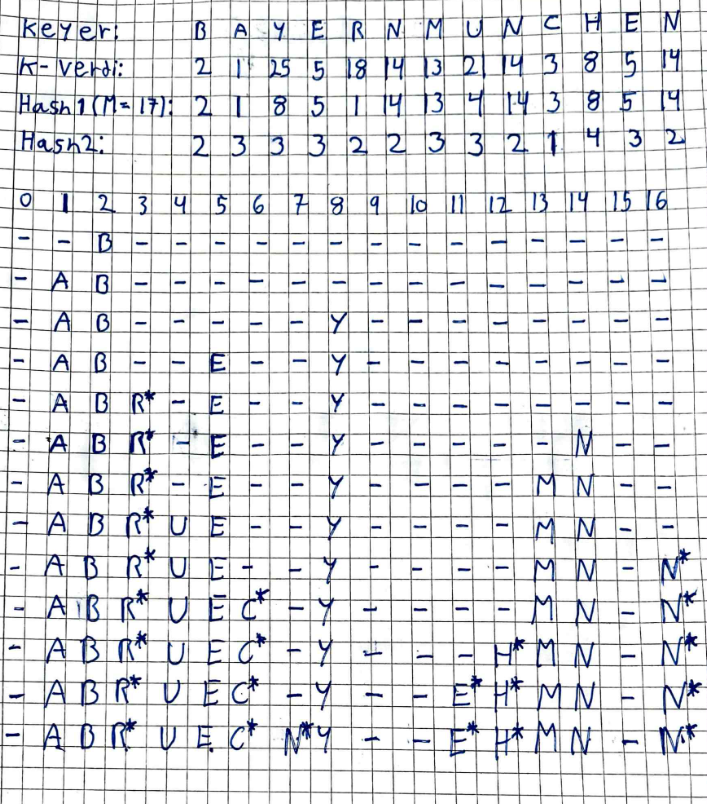 Keyer: B A Y E R N M U N C H E N
K-verdi: 2 1 25 5 18 14 13 21 14 3 8 5 14
Hash1(M=17): 2 1 8 5 1 14 13 4 14 3 8 5 14
Hash2: 2 3 3 3 2 2 3 3 2 1 4 3 2
0 1 2 3 4 5 6 7 8 9 10 11 12 13 14 15 16
- - B - - - - - - - - - - - - - -
- A B - - - - - - - - - - - - - -
- A B - - - - - Y - - - - - - - -
- A B - - E - - Y - - - - - - - -
- A B R* - E - - Y - - - - - - - -
- A B R* - E - - Y - - - - - N - -
- A B R* - E - - Y - - - - M N - -
- A B R* U E - - Y - - - - M N - -
- A B R* U E - - Y - - - - M N - N*
- A B R* U E C* - Y - - - - M N - N*
- A B R* U E C* - Y - - - H* M N - N*
- A B R* U E C* - Y - - E* H* M N - N*
- A B R* U E C* N* Y - - E* H* M N - N*